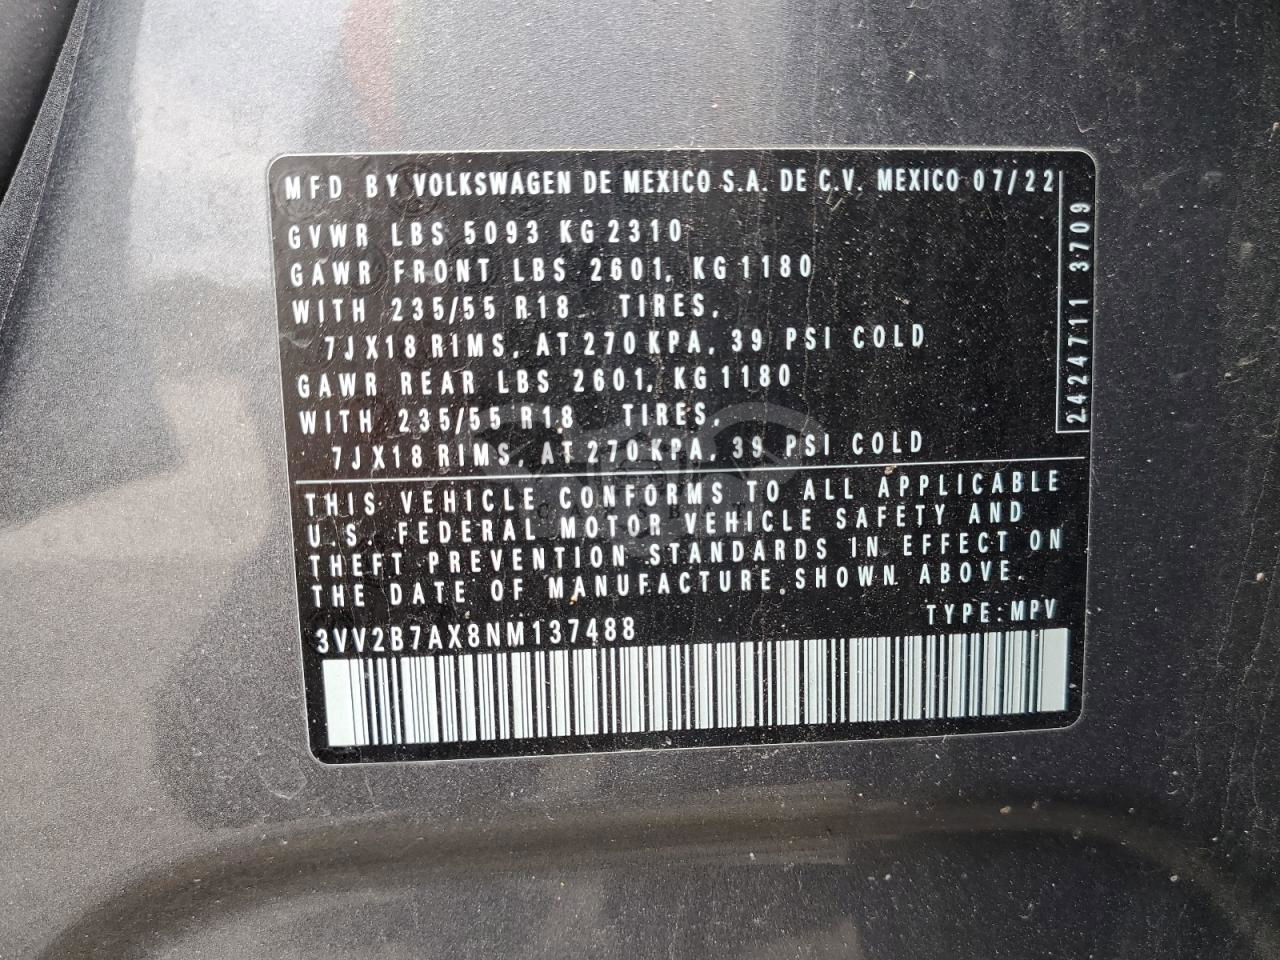 MFD BY VOLKSWAGEN DE MEXICO S.A. DE C.V. MEXICO 07/22
GVWR LBS 5093 KG 2310
GAWR FRONT LBS 2601, KG 1180
WITH 235/55 R18 TIRES,
7JX18 RIMS, AT 270 KPA, 39 PSI COLD
GAWR REAR LBS 2601, KG 1180
WITH 235/55 R18 TIRES,
7JX18 RIMS, AT 270 KPA, 39 PSI COLD
2424711 3709
THIS VEHICLE CONFORMS TO ALL APPLICABLE
U.S. FEDERAL MOTOR VEHICLE SAFETY AND
THEFT PREVENTION STANDARDS IN EFFECT ON
THE DATE OF MANUFACTURE SHOWN ABOVE.
TYPE: MPV
3VV2B7AX8NM137488